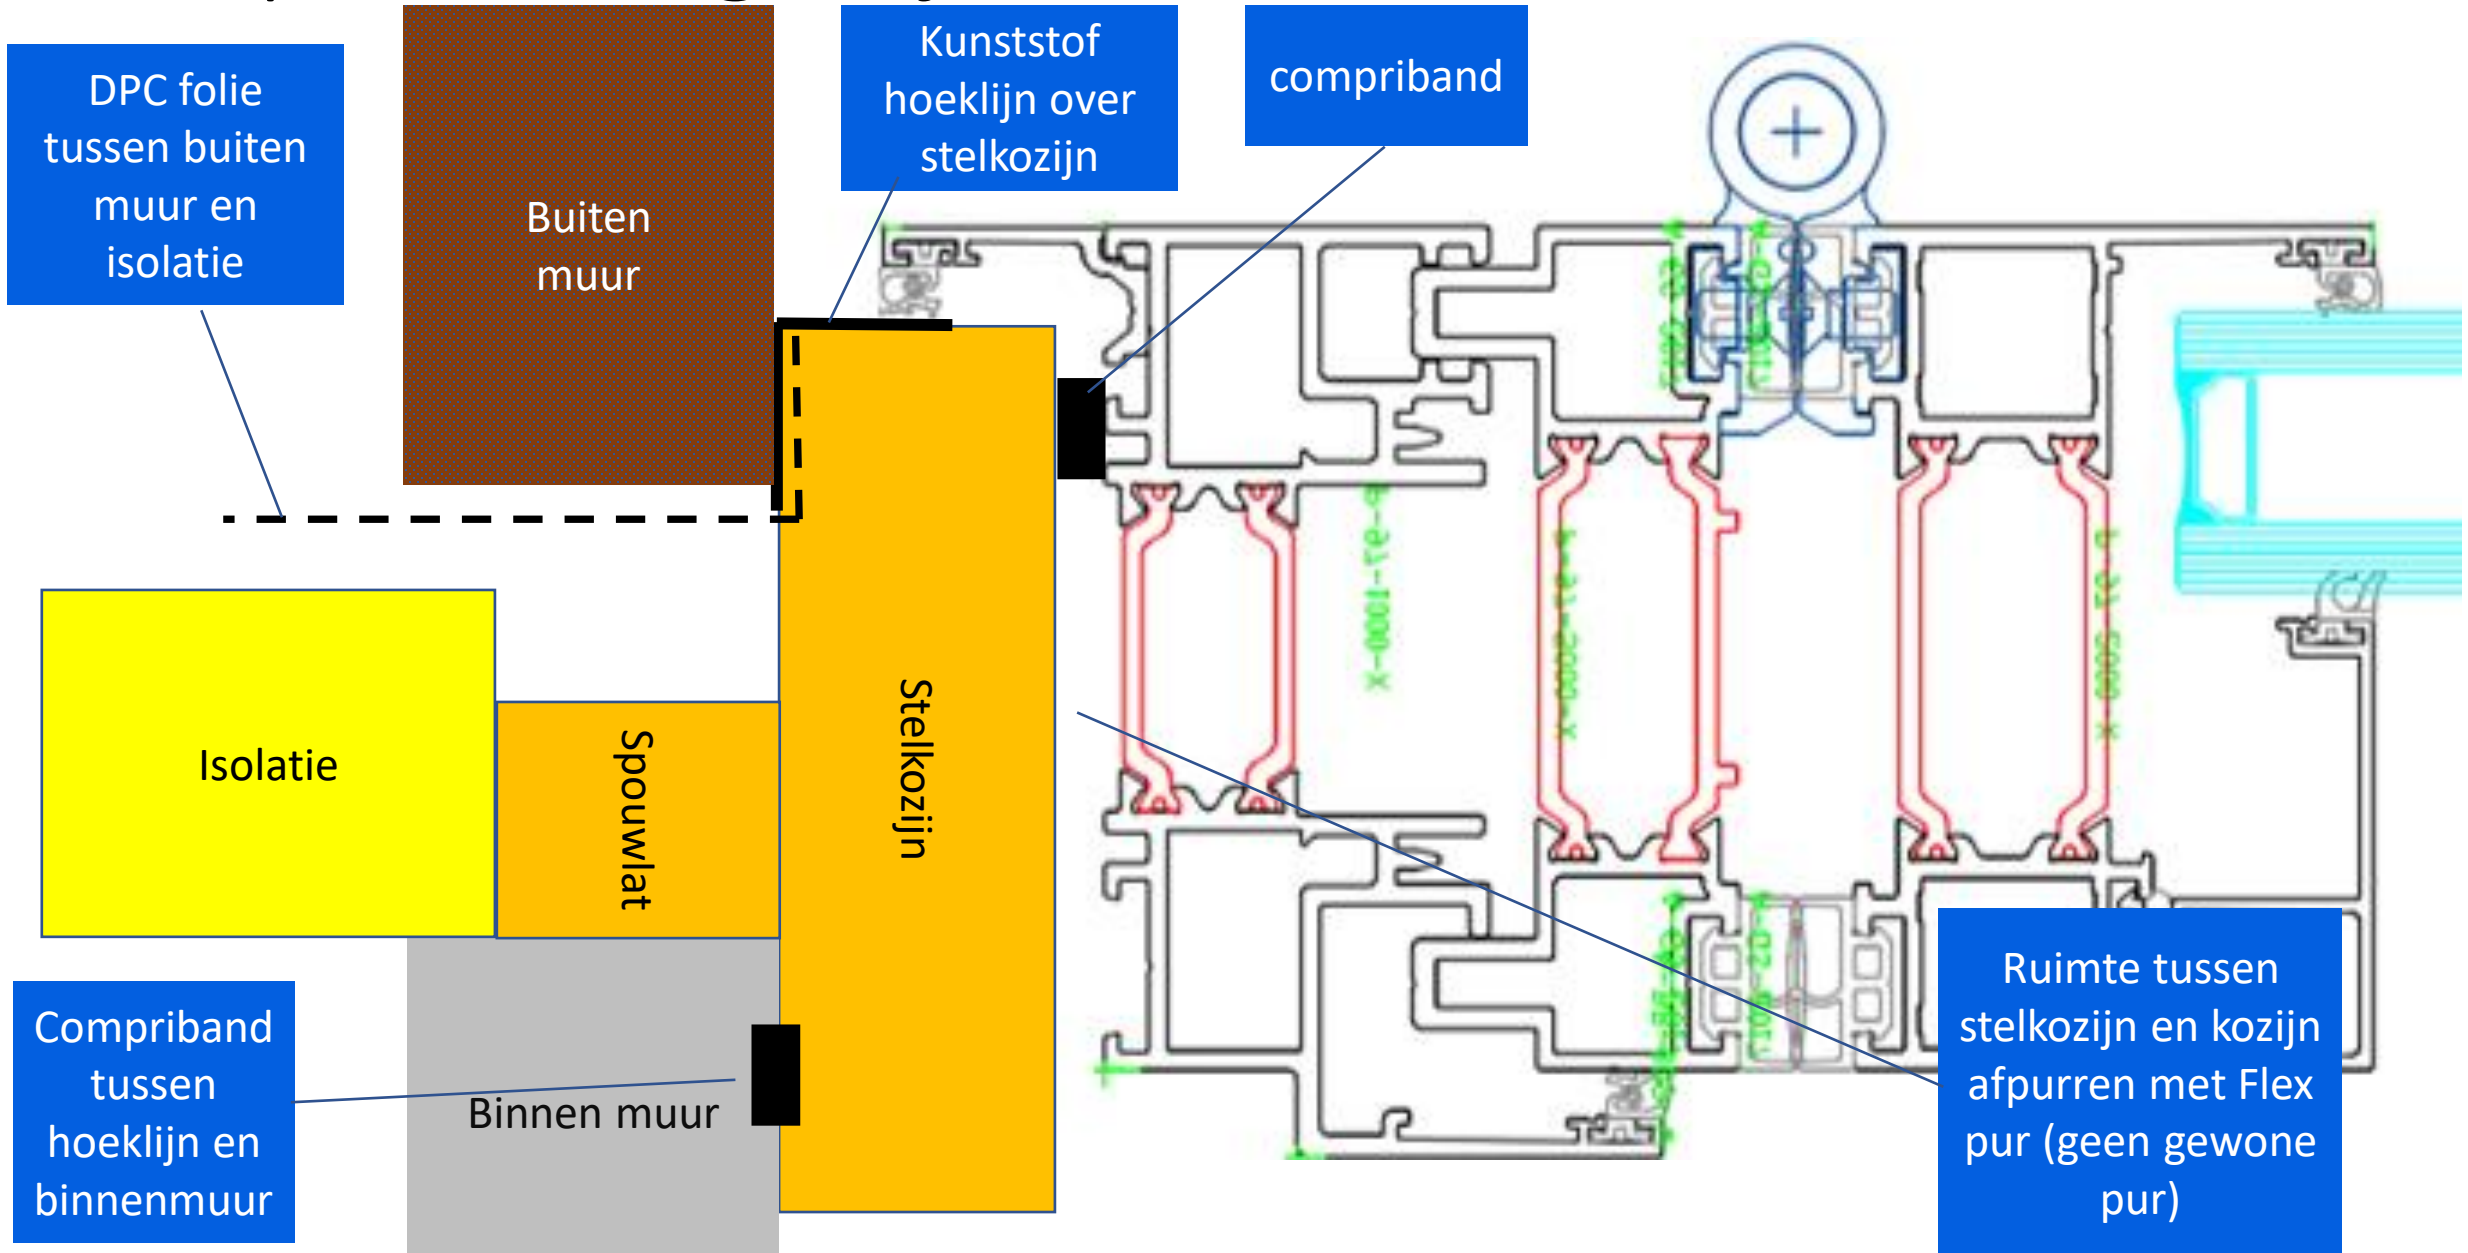 DPC folie
tussen buiten
muur en
isolatie
Buiten
muur
Kunststof
hoeklijn over
stelkozijn
compriband
Isolatie
Spouwlat
Stelkozijn
Compriband
tussen
hoeklijn en
binnenmuur
Binnen muur
Ruimte tussen
stelkozijn en kozijn
afpurren met Flex
pur (geen gewone
pur)